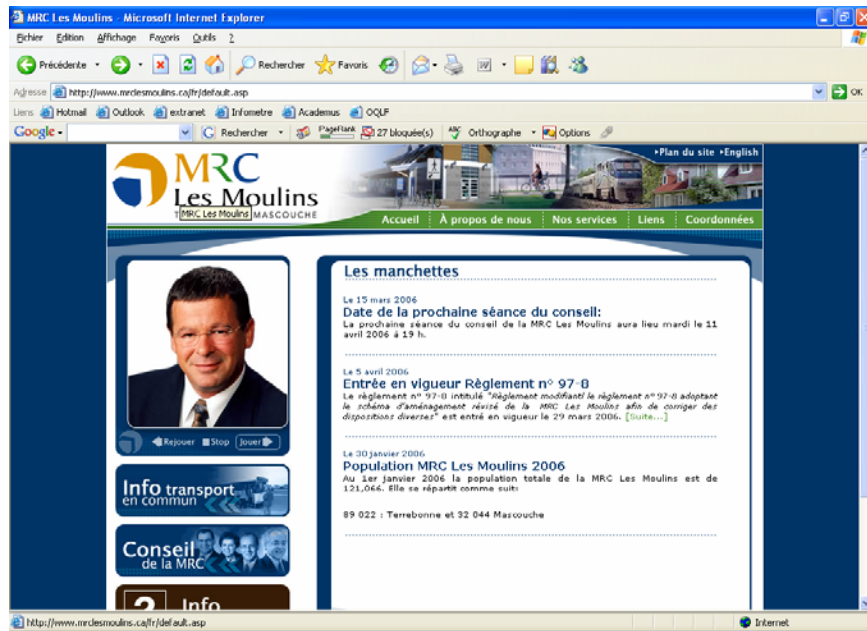 MRC Les Moulins - Microsoft Internet Explorer
Fichier Edition Affichage Favoris Outils ?
Précédente Rechercher Favoris
Adresse http://www.mrclesmoulins.ca/fr/default.asp OK
Liens Hotmail Outlook extranet Infometre Academus OQLF
Google Rechercher PageRank 27 bloquée(s) Orthographe Options
Plan du site English
MRC
Les Moulins
MRC Les Moulins MASCOUCHE
Accueil À propos de nous Nos services Liens Coordonnées
Les manchettes
Le 15 mars 2006
Date de la prochaine séance du conseil:
La prochaine séance du conseil de la MRC Les Moulins aura lieu mardi le 11
avril 2006 à 19 h.
Le 5 avril 2006
Entrée en vigueur Règlement n° 97-8
Le règlement n° 97-8 intitulé "Règlement modifiantl le règlement n° 97-8 adoptant
le schéma d'aménagement révisé de la MRC Les Moulins afin de corriger des
dispositions diverses" est entré en vigueur le 29 mars 2006. [Suite...]
Le 30 janvier 2006
Population MRC Les Moulins 2006
Au 1er janvier 2006 la population totale de la MRC Les Moulins est de
121,066. Elle se répartit comme suit:
89 022 : Terrebonne et 32 044 Mascouche
Rejouer Stop Jouer
Info transport
en commun
Conseil
de la MRC
? Info
http://www.mrclesmoulins.ca/fr/default.asp Internet